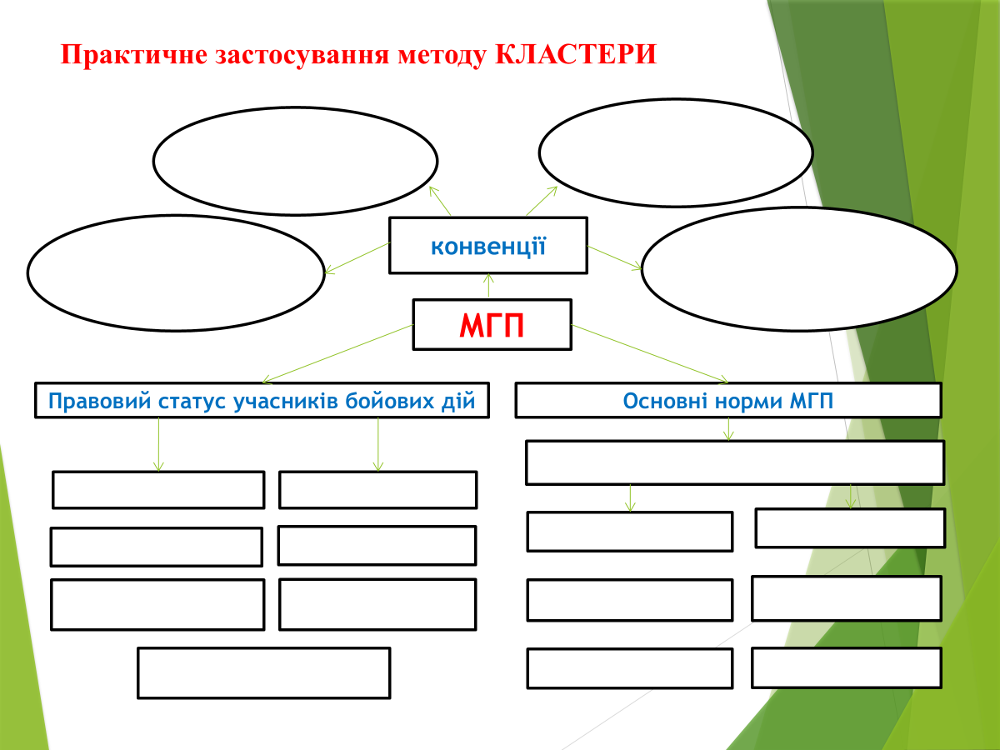 Практичне застосування методу КЛАСТЕРИ
конвенції
МГП
Правовий статус учасників бойових дій
Основні норми МГП